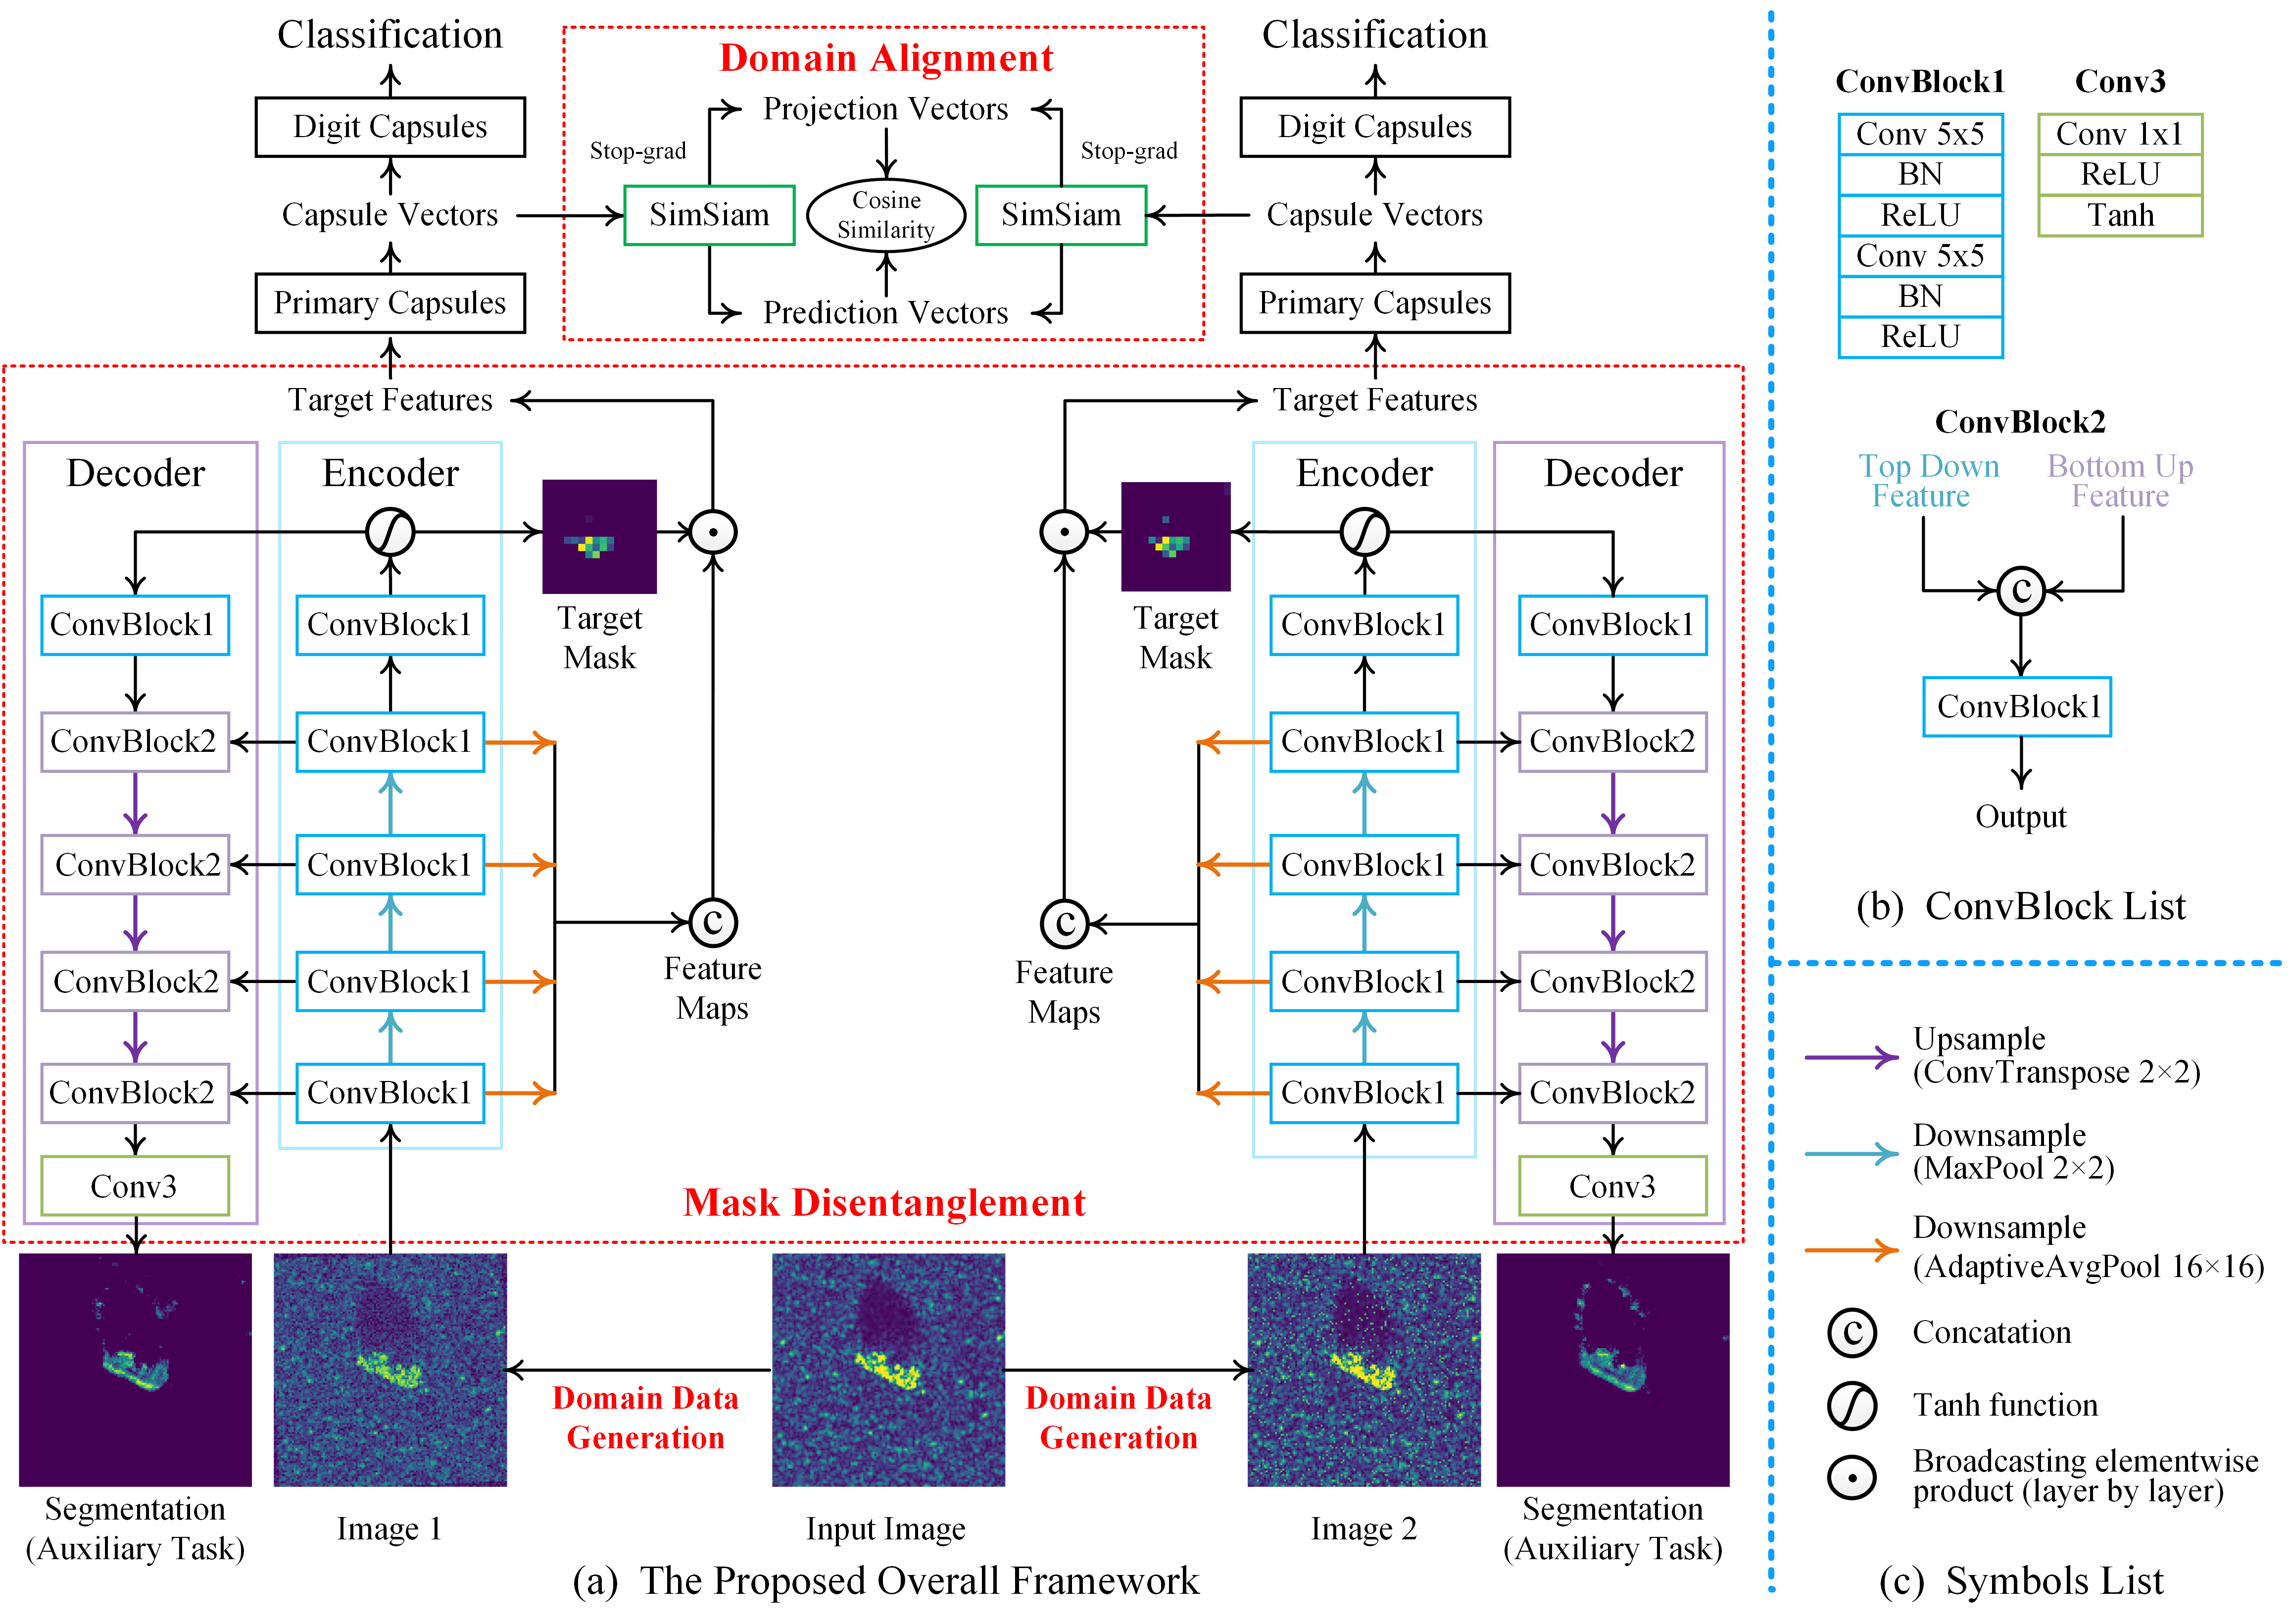 Classification
Domain Alignment
Classification
Digit Capsules
Projection Vectors
Digit Capsules
Stop-grad
Stop-grad
Capsule Vectors
SimSiam
Cosine
Similarity
SimSiam
Capsule Vectors
Primary Capsules
Prediction Vectors
Primary Capsules
Target Features
Target Features
Decoder
Encoder
Encoder
Decoder
ConvBlock1
ConvBlock1
Target
Mask
Target
Mask
ConvBlock1
ConvBlock1
ConvBlock2
ConvBlock1
ConvBlock1
ConvBlock2
ConvBlock2
ConvBlock1
ConvBlock1
ConvBlock2
C
C
Feature
Maps
Feature
Maps
ConvBlock2
ConvBlock1
ConvBlock1
ConvBlock2
ConvBlock2
ConvBlock1
ConvBlock1
ConvBlock2
Conv3
Mask Disentanglement
Conv3
Domain Data
Generation
Domain Data
Generation
Segmentation
(Auxiliary Task)
Image 1
Input Image
Image 2
Segmentation
(Auxiliary Task)
(a) The Proposed Overall Framework
ConvBlock1
Conv 5x5
BN
ReLU
Conv 5x5
BN
ReLU
Conv3
Conv 1x1
ReLU
Tanh
ConvBlock2
Top Down
Feature
Bottom Up
Feature
C
ConvBlock1
Output
(b) ConvBlock List
Upsample
(ConvTranspose 2×2)
Downsample
(MaxPool 2×2)
Downsample
(AdaptiveAvgPool 16×16)
C
Concatation
Tanh function
Broadcasting elementwise
product (layer by layer)
(c) Symbols List